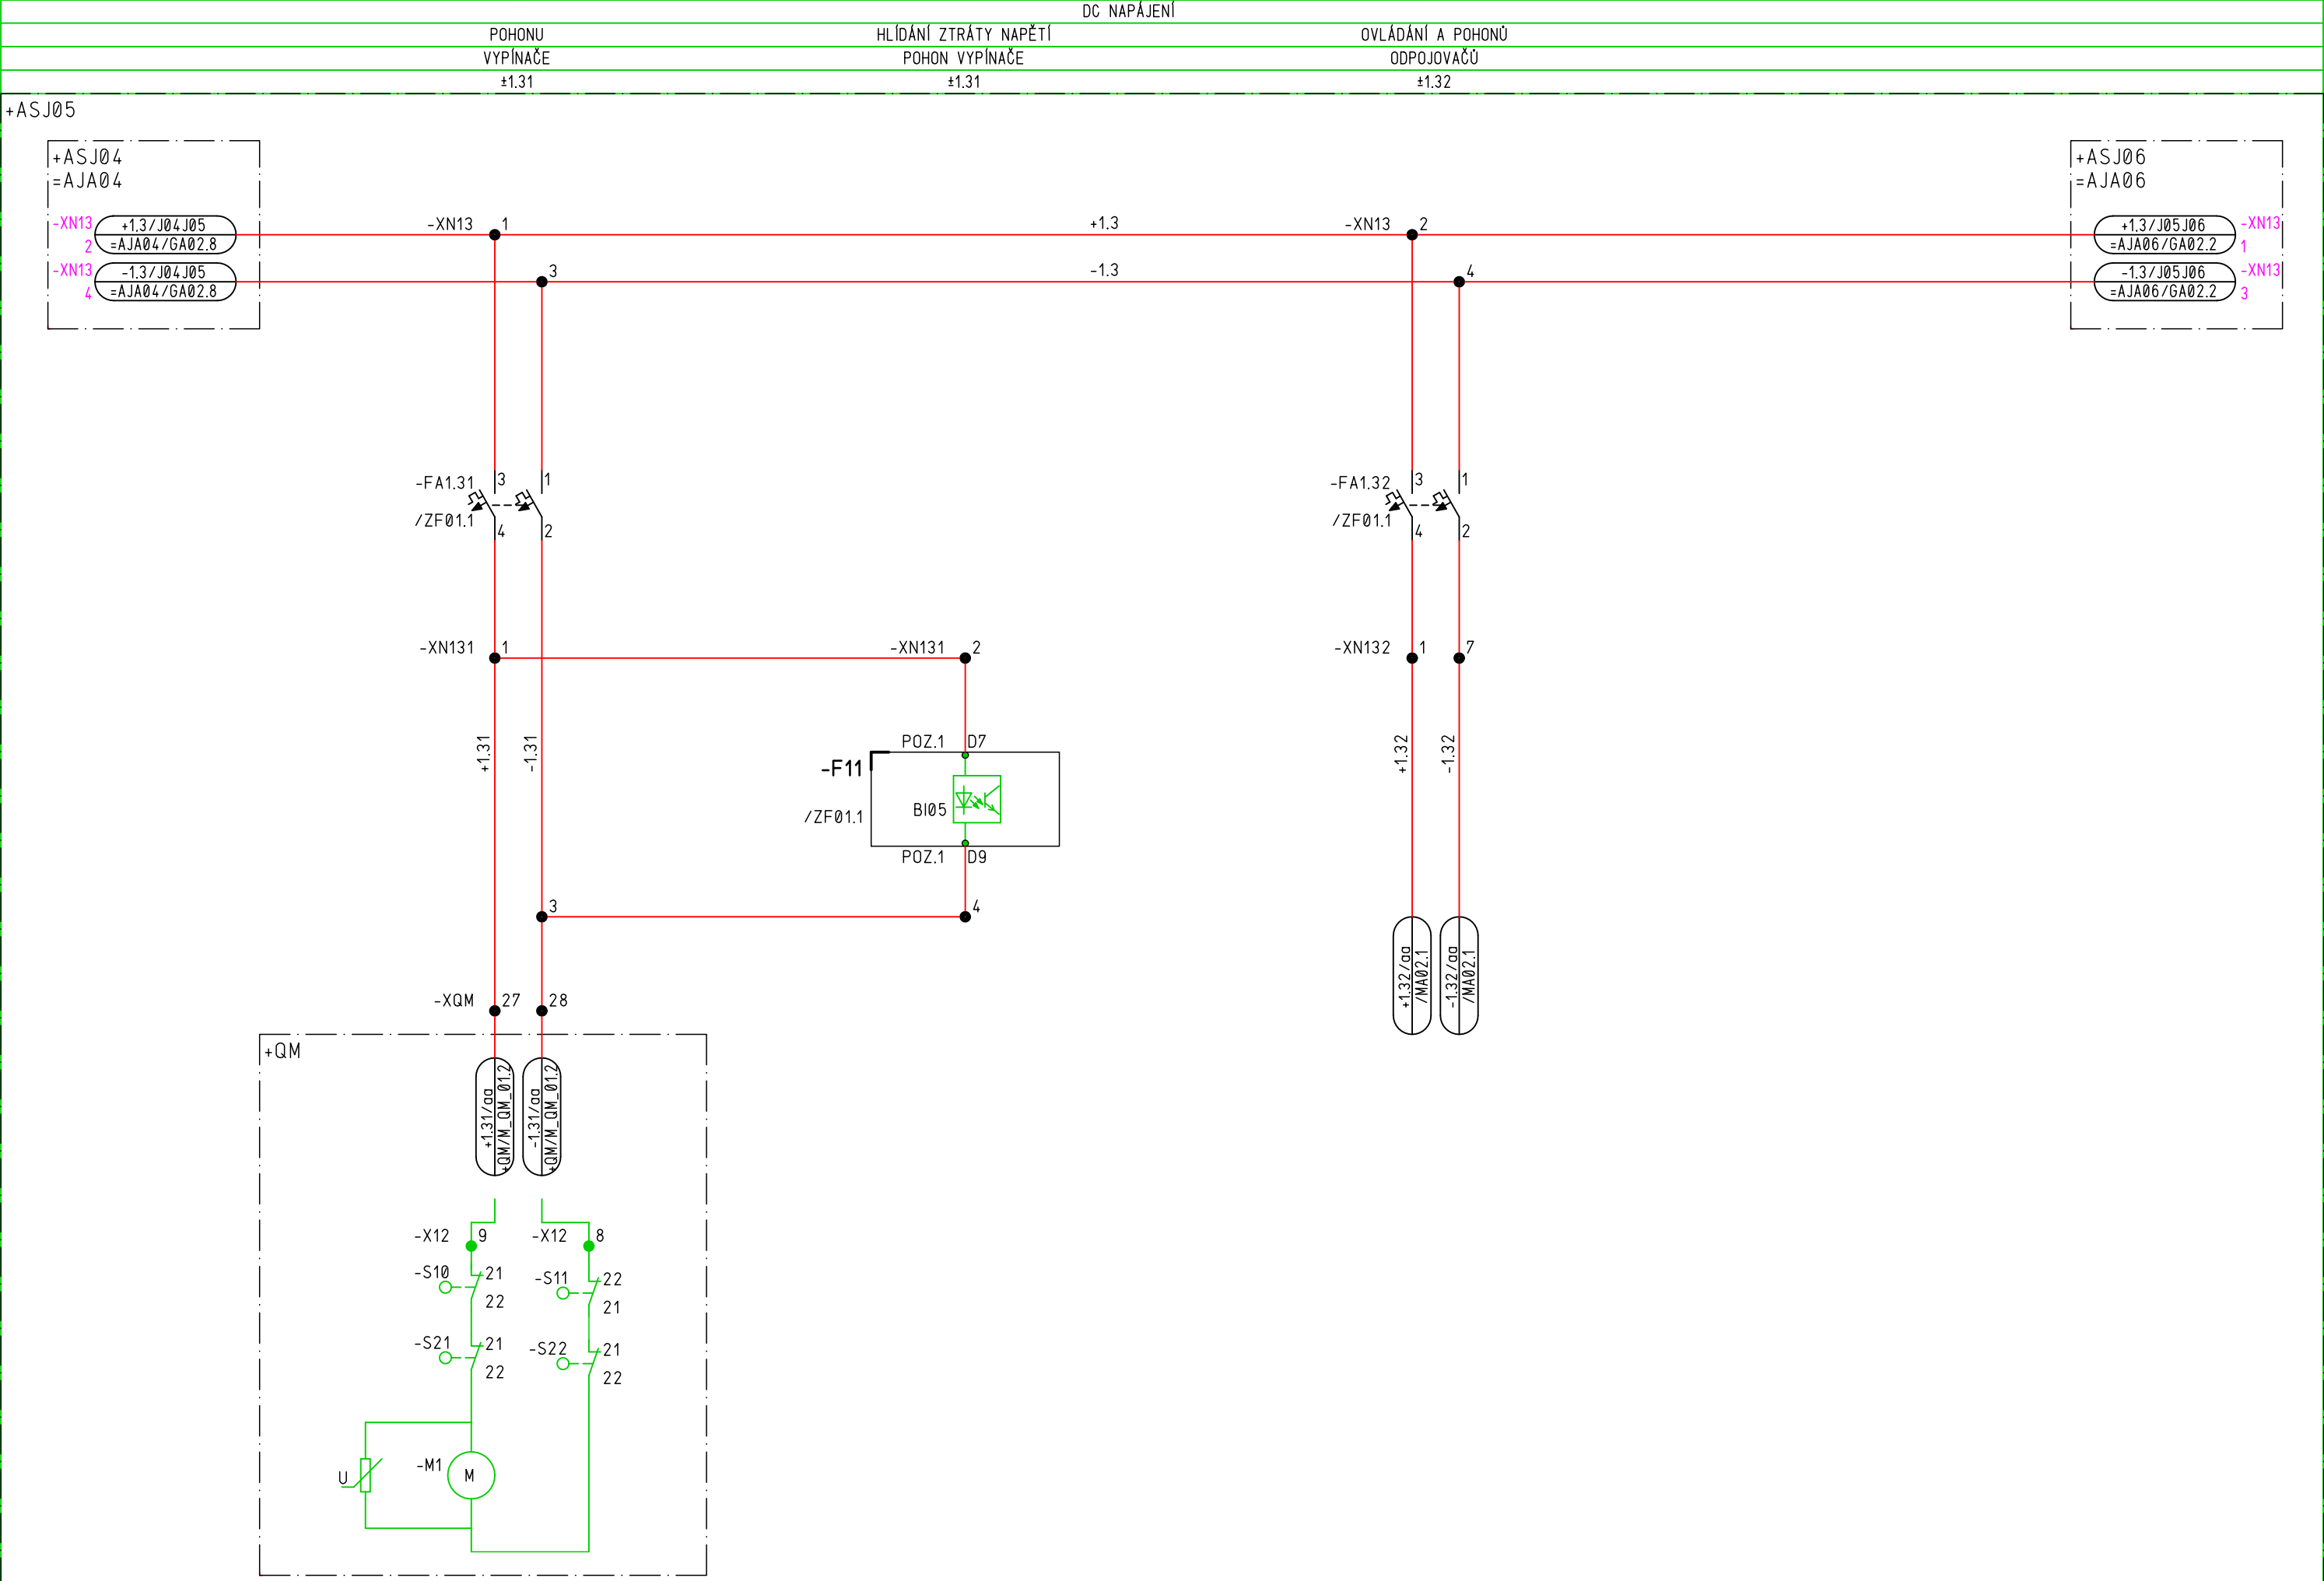 DC NAPÁJENÍ
POHONU
HLÍDÁNÍ ZTRÁTY NAPĚTÍ
OVLÁDÁNÍ A POHONŮ
VYPÍNAČE
POHON VYPÍNAČE
ODPOJOVAČŮ
±1.31
±1.31
±1.32
+ASJ05
+ASJ04
=AJA04
+ASJ06
=AJA06
-XN13
2
+1.3/J04J05
=AJA04/GA02.8
-XN13 1
+1.3
-XN13 2
+1.3/J05J06
=AJA06/GA02.2
-XN13
1
-XN13
4
-1.3/J04J05
=AJA04/GA02.8
3
-1.3
4
-1.3/J05J06
=AJA06/GA02.2
-XN13
3
-FA1.31
/ZF01.1
3
4
1
2
-FA1.32
/ZF01.1
3
4
1
2
-XN131 1
-XN131 2
-XN132 1
7
+1.31
-1.31
POZ.1 D7
-F11
/ZF01.1
BI05
POZ.1 D9
+1.32
-1.32
3
4
+1.32/aa
/MA02.1
-1.32/aa
/MA02.1
-XQM 27
28
+QM
+1.31/aa
+QM/M_QM_01.2
-1.31/aa
+QM/M_QM_01.2
-X12 9
-X12 8
-S10 21
22
-S11 22
21
-S21 21
22
-S22 21
22
U
-M1
M